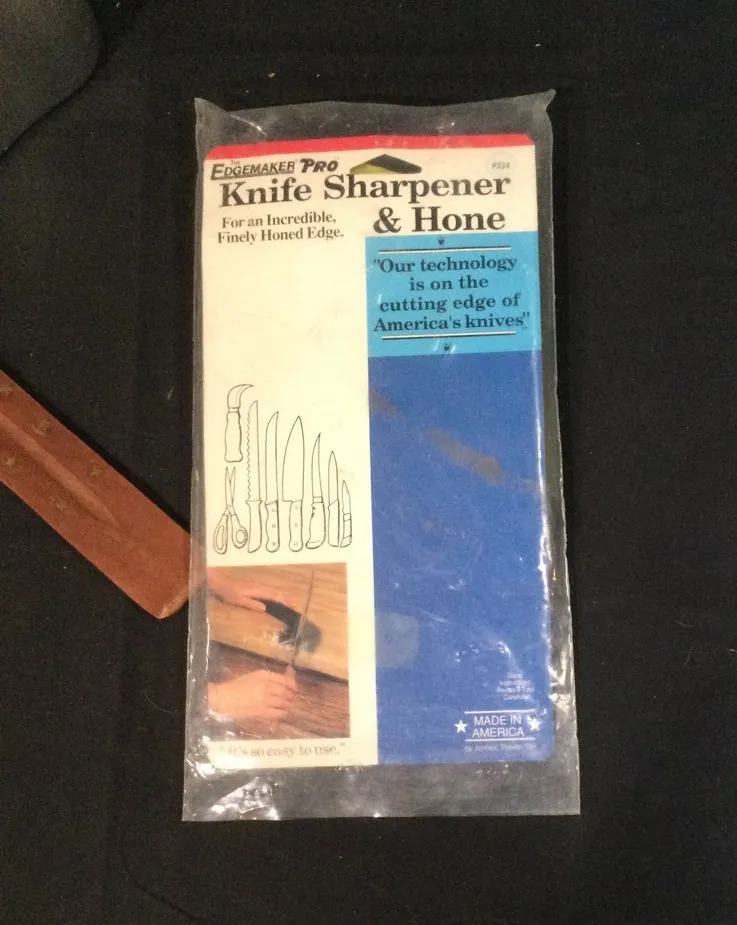 THE
EDGEMAKER PRO
#334
Knife Sharpener
& Hone
For an Incredible,
Finely Honed Edge.
"Our technology
is on the
cutting edge of
America's knives"
MADE IN
AMERICA
"It's so easy to use."